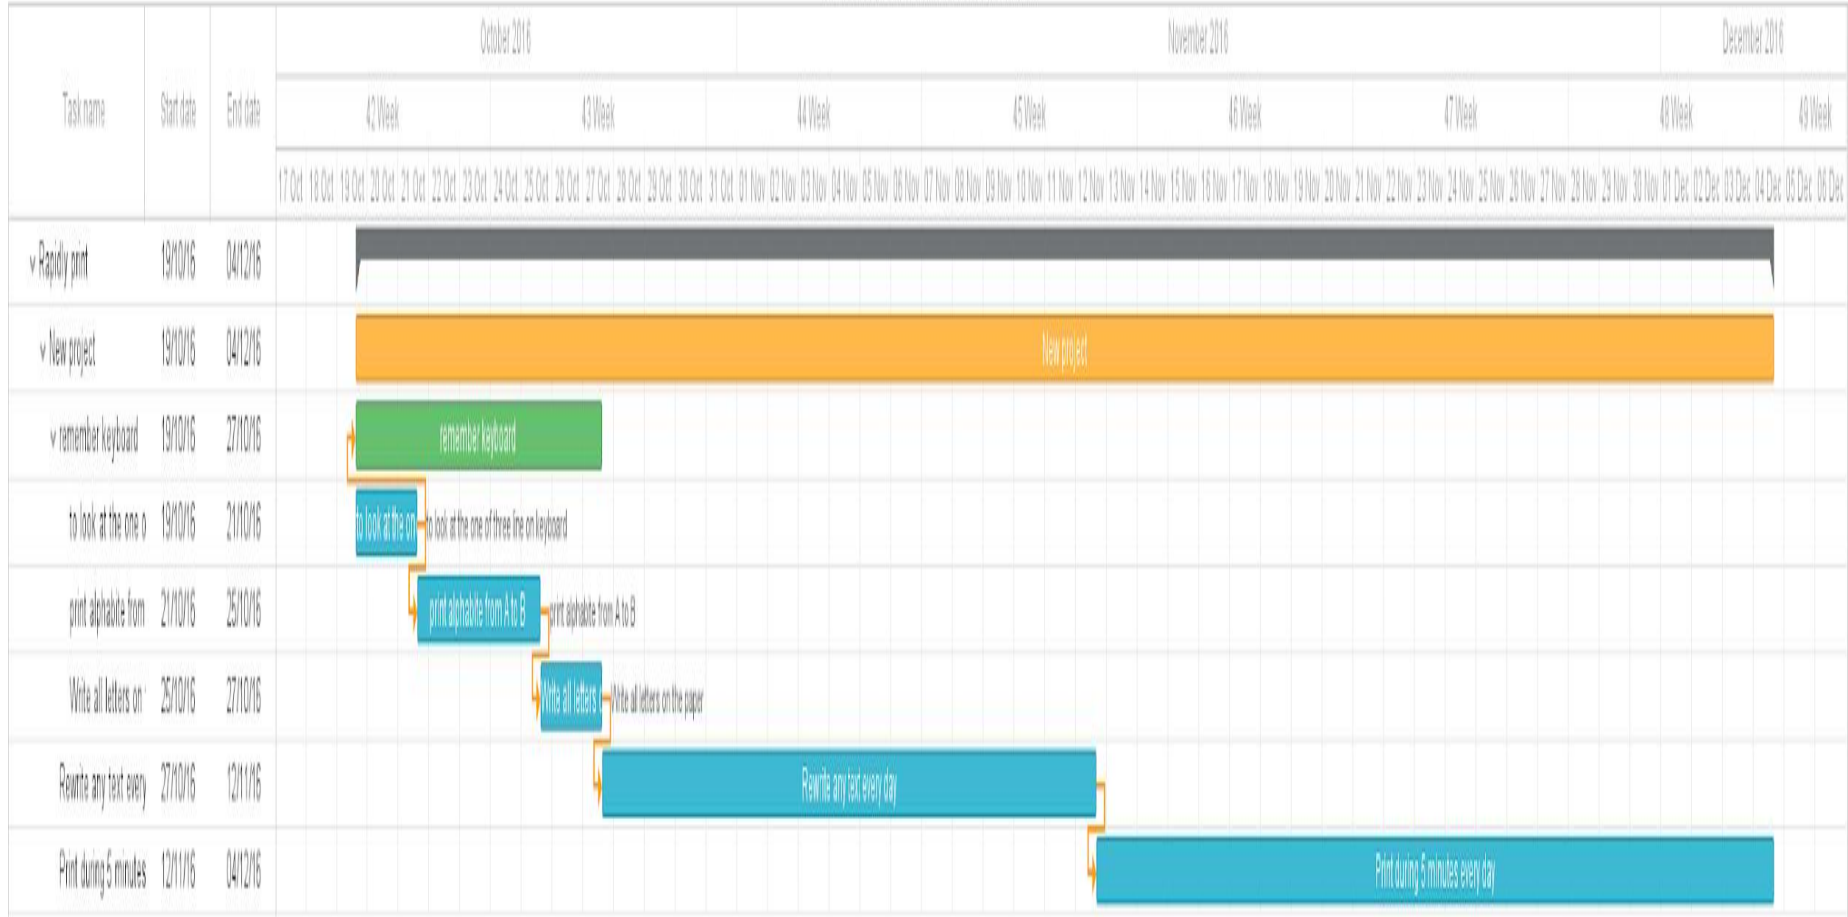 October 2016 November 2016 December 2016
Task name Start date End date 42 Week 43 Week 44 Week 45 Week 46 Week 47 Week 48 Week 49 Week
17 Oct 18 Oct 19 Oct 20 Oct 21 Oct 22 Oct 23 Oct 24 Oct 25 Oct 26 Oct 27 Oct 28 Oct 29 Oct 30 Oct 31 Oct 01 Nov 02 Nov 03 Nov 04 Nov 05 Nov 06 Nov 07 Nov 08 Nov 09 Nov 10 Nov 11 Nov 12 Nov 13 Nov 14 Nov 15 Nov 16 Nov 17 Nov 18 Nov 19 Nov 20 Nov 21 Nov 22 Nov 23 Nov 24 Nov 25 Nov 26 Nov 27 Nov 28 Nov 29 Nov 30 Nov 01 Dec 02 Dec 03 Dec 04 Dec 05 Dec 06 Dec
Rapidly print 19/10/16 04/12/16
New project 19/10/16 04/12/16 New project
remember keyboard 19/10/16 27/10/16 remember keyboard
to look at the one o 19/10/16 21/10/16 to look at the on to look at the one of three line on keyboard
print alphabite from 21/10/16 25/10/16 print alphabite from A to B print alphabite from A to B
Write all letters on 25/10/16 27/10/16 Write all letters o Write all letters on the paper
Rewrite any text every 27/10/16 12/11/16 Rewrite any text every day
Print during 5 minutes 12/11/16 04/12/16 Print during 5 minutes every day